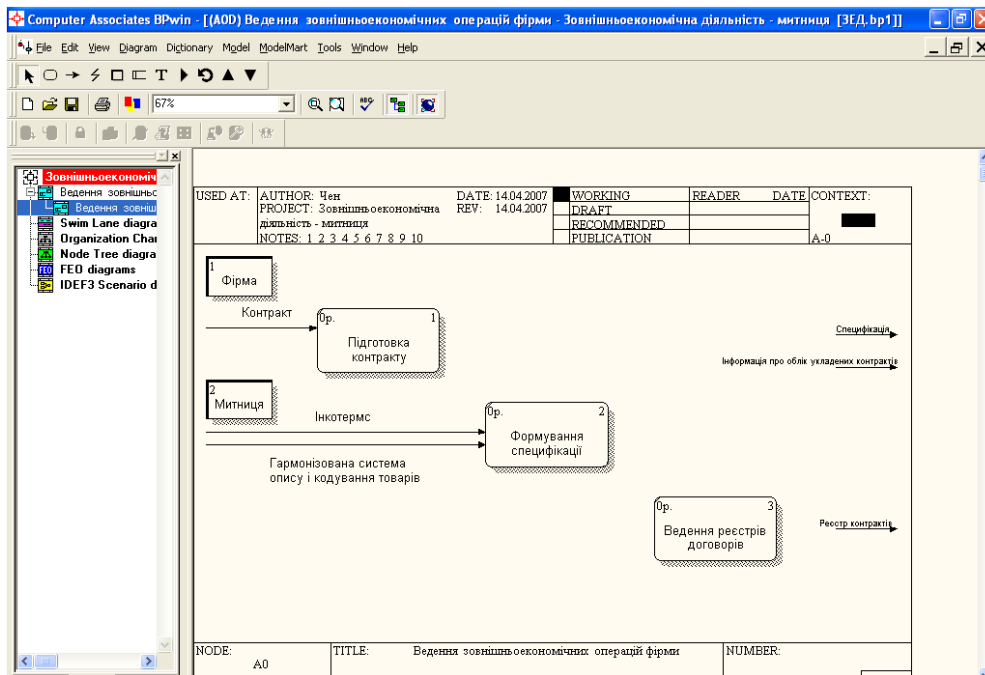 Computer Associates BPwin - [(A0D) Ведення зовнішньоекономічних операцій фірми - Зовнішньоекономічна діяльність - митниця [ЗЕД.bp1]]
File Edit View Diagram Dictionary Model ModelMart Tools Window Help
67%
Зовнішньоекономіч
Ведення зовнішньо
Ведення зовніш
Swim Lane diagra
Organization Char
Node Tree diagra
FEO diagrams
IDEF3 Scenario d
USED AT: AUTHOR: Чен DATE: 14.04.2007 WORKING READER DATE CONTEXT:
PROJECT: Зовнішньоекономічна REV: 14.04.2007 DRAFT
діяльність - митниця RECOMMENDED
NOTES: 1 2 3 4 5 6 7 8 9 10 PUBLICATION A-0
1
Фірма
Контракт
0р. 1
Підготовка
контракту
Специфікація
Інформація про облік укладених контрактів
2
Митниця
Інкотермс
0р. 2
Формування
специфікації
Гармонізована система
опису і кодування товарів
0р. 3
Ведення реєстрів
договорів
Реєстр контрактів
NODE: TITLE: Ведення зовнішньоекономічних операцій фірми NUMBER:
A0